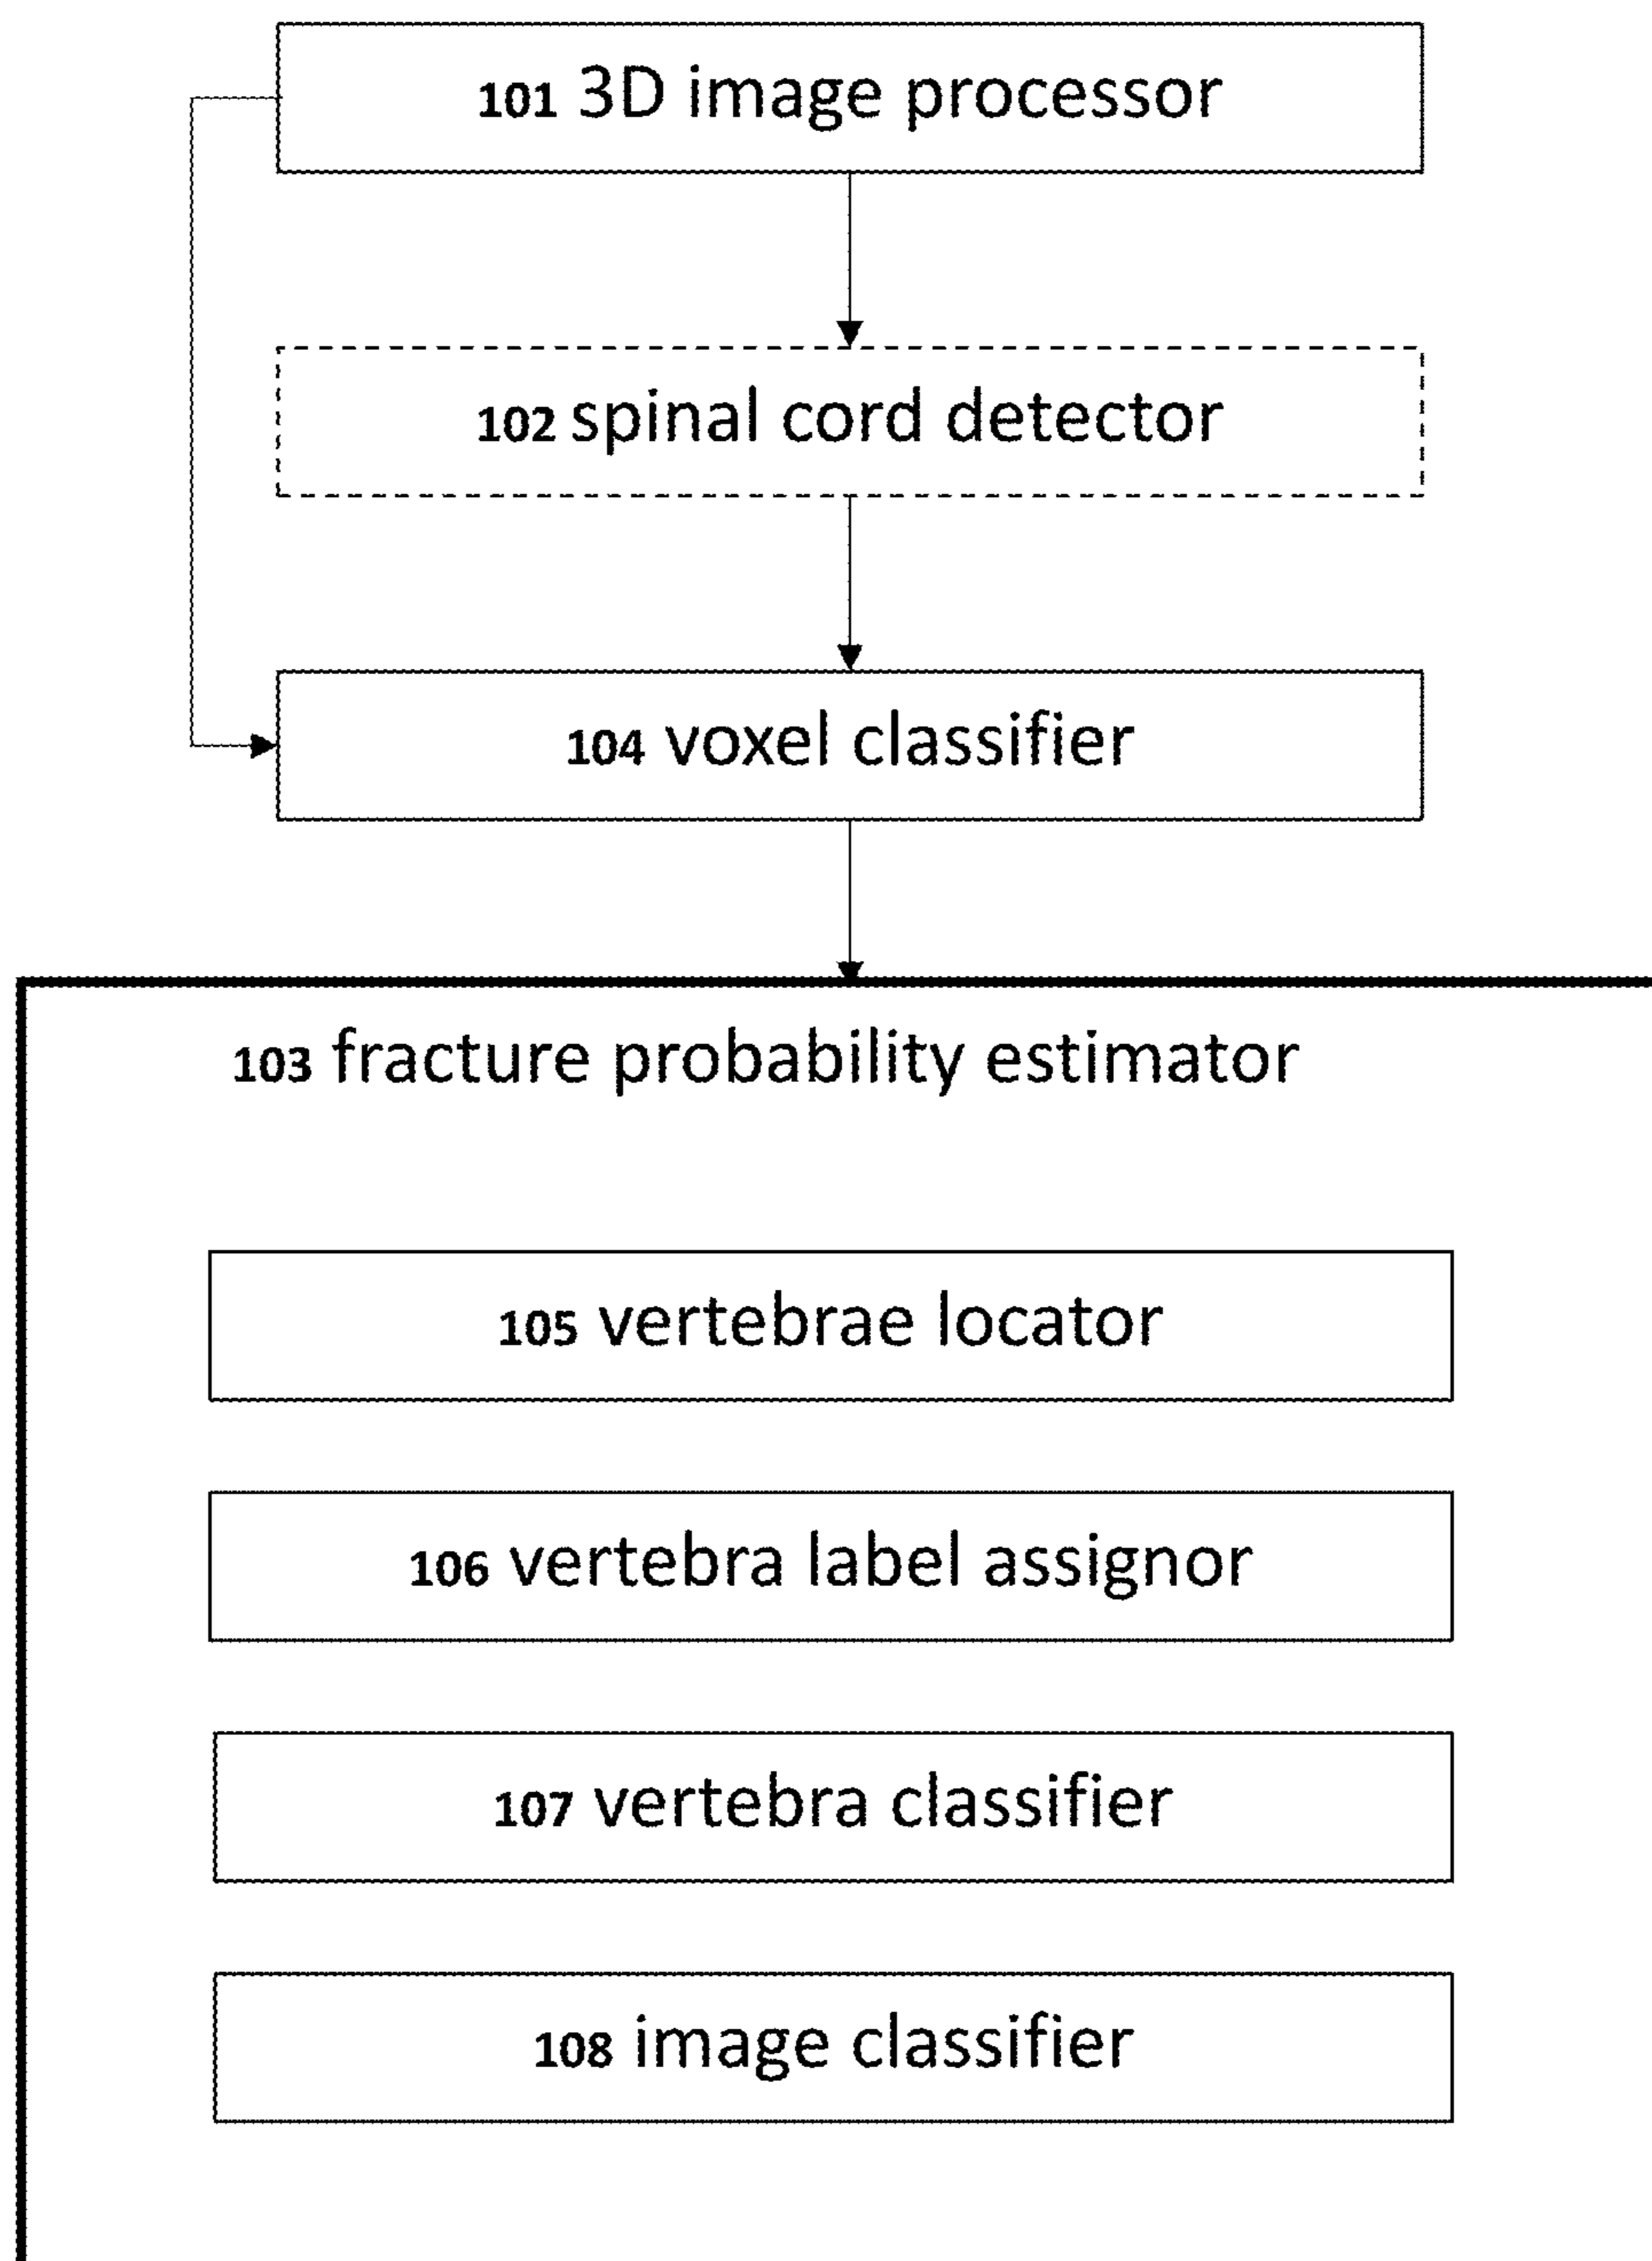 101 3D image processor
102 spinal cord detector
104 voxel classifier
103 fracture probability estimator
105 vertebrae locator
106 vertebra label assignor
107 vertebra classifier
108 image classifier